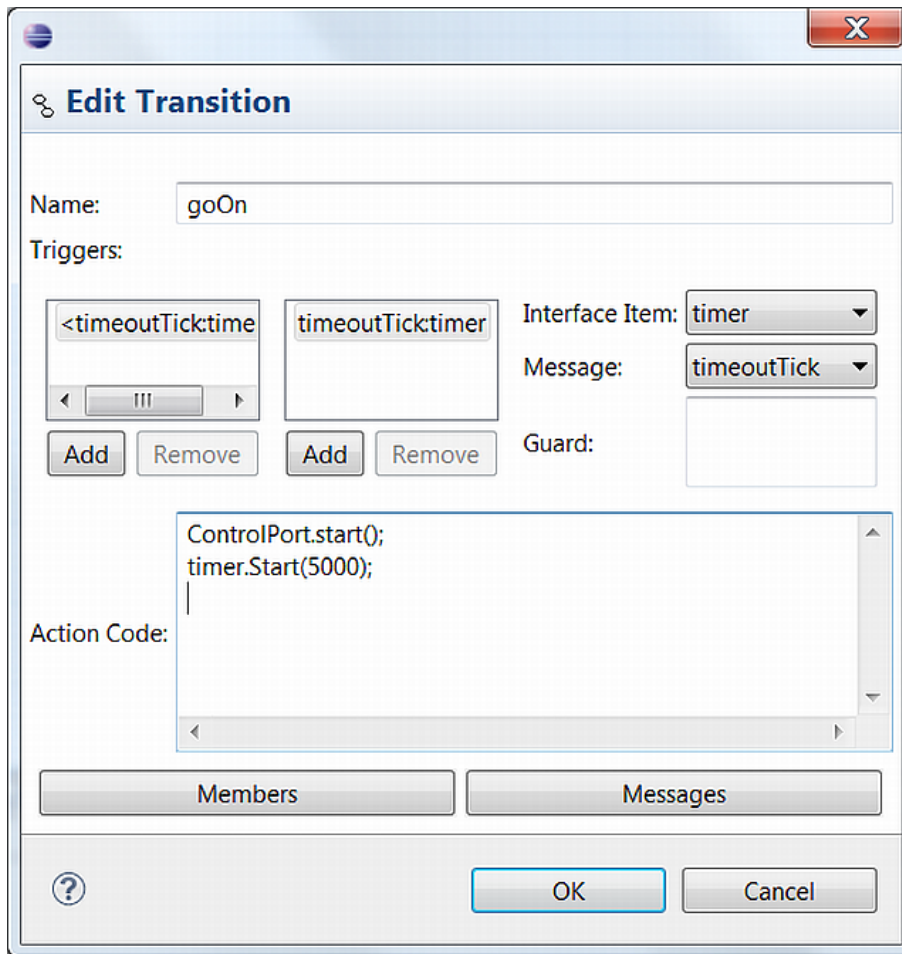 Edit Transition
Name:
goOn
Triggers:
<timeoutTick:time
timeoutTick:timer
Interface Item:
timer
Message:
timeoutTick
Add
Remove
Add
Remove
Guard:
Action Code:
ControlPort.start();
timer.Start(5000);
Members
Messages
?
OK
Cancel